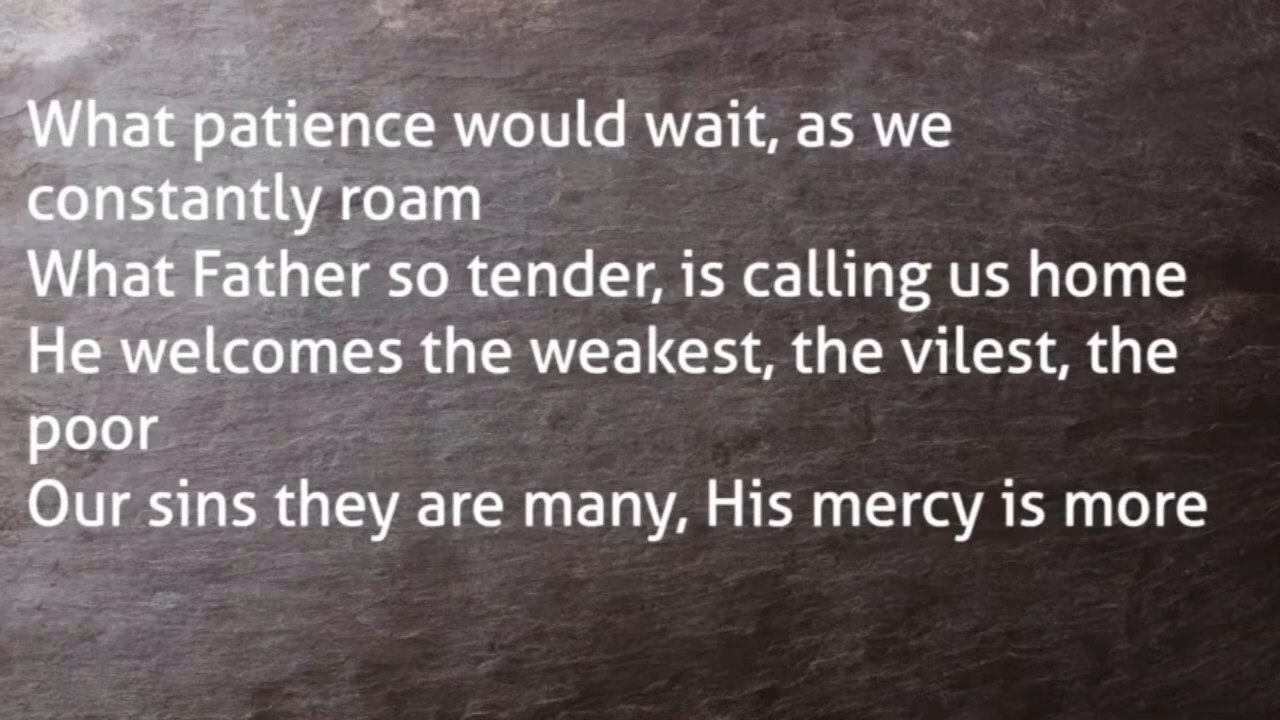 What patience would wait, as we
constantly roam
What Father so tender, is calling us home
He welcomes the weakest, the vilest, the
poor
Our sins they are many, His mercy is more